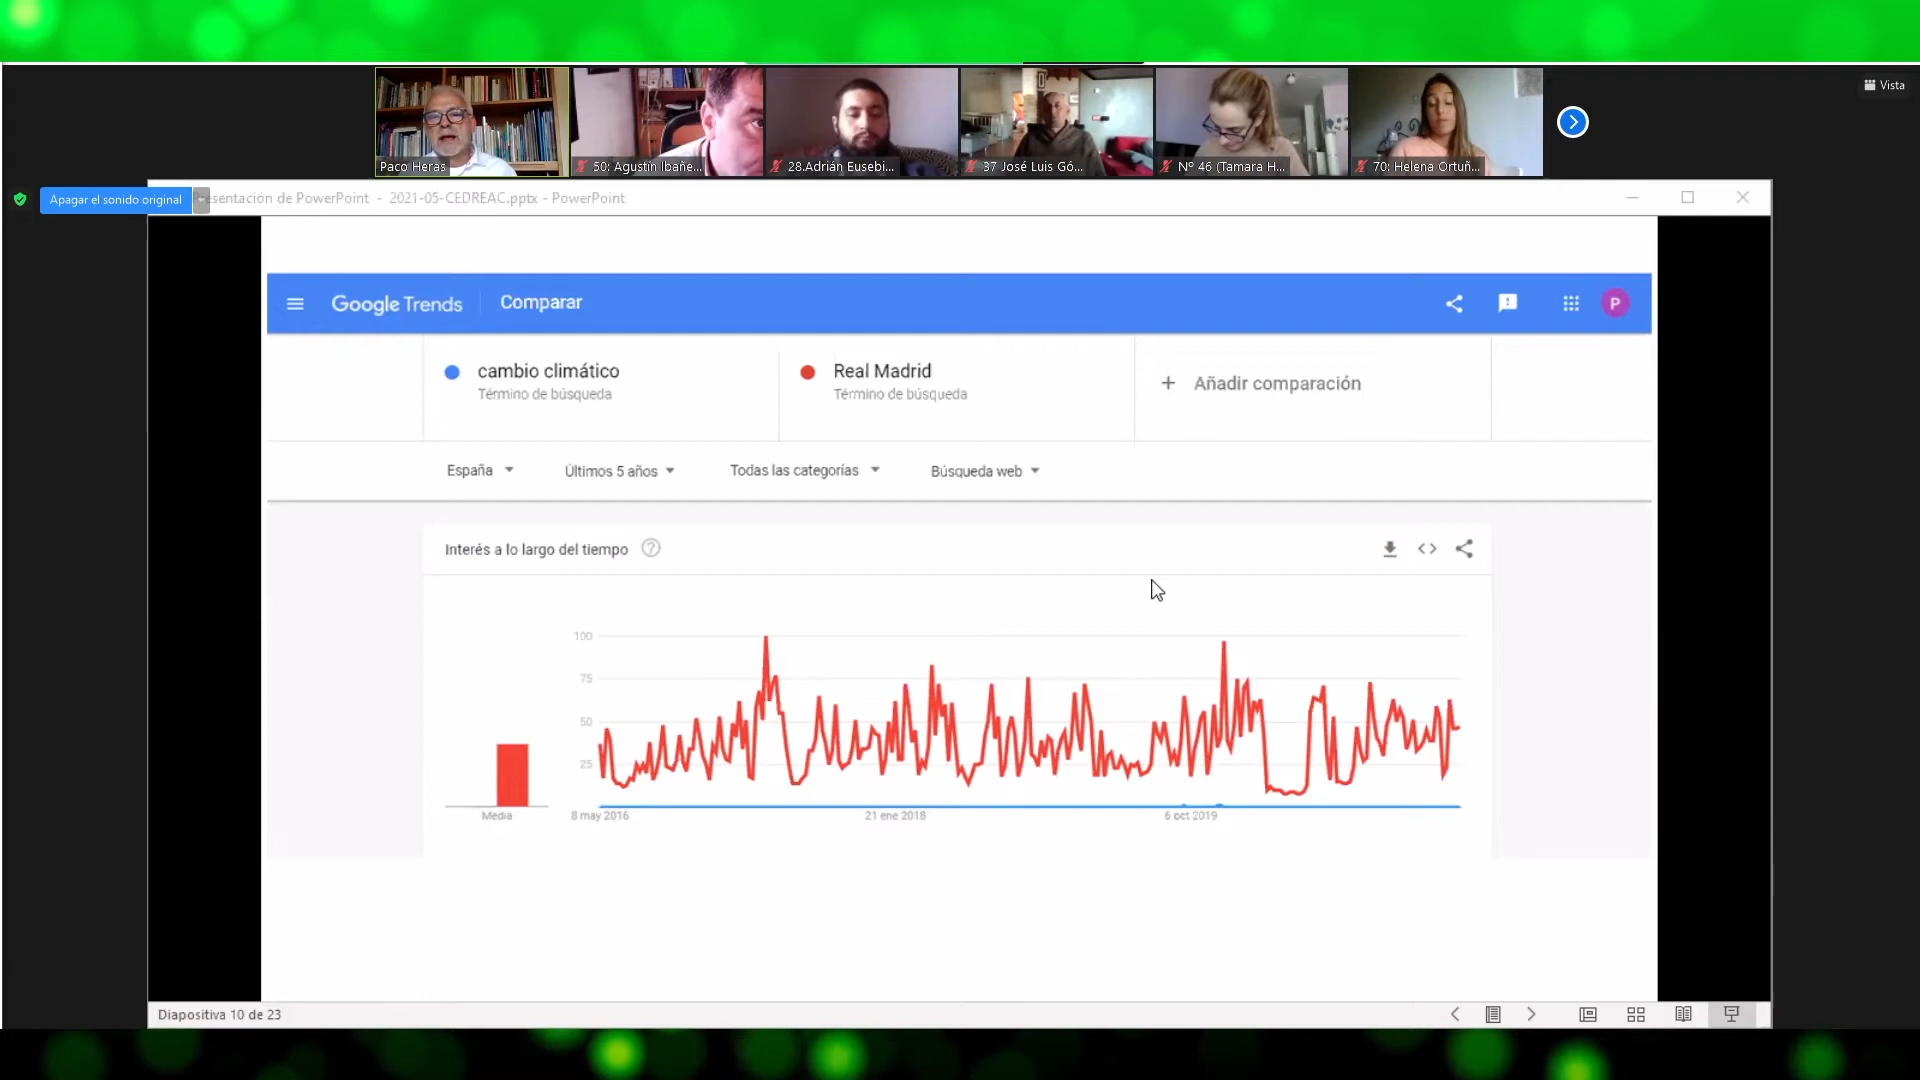 Vista
Paco Heras
50: Agustín Ibañe...
28.Adrián Eusebi...
37 José Luis Gó...
Nº 46 (Tamara H...
70: Helena Ortuñ...
Apagar el sonido original
resentación de PowerPoint - 2021-05-CEDREAC.pptx - PowerPoint
Google Trends
Comparar
P
cambio climático
Término de búsqueda
Real Madrid
Término de búsqueda
+ Añadir comparación
España
Últimos 5 años
Todas las categorías
Búsqueda web
Interés a lo largo del tiempo
100
75
50
25
Media
8 may 2016
21 ene 2018
6 oct 2019
Diapositiva 10 de 23